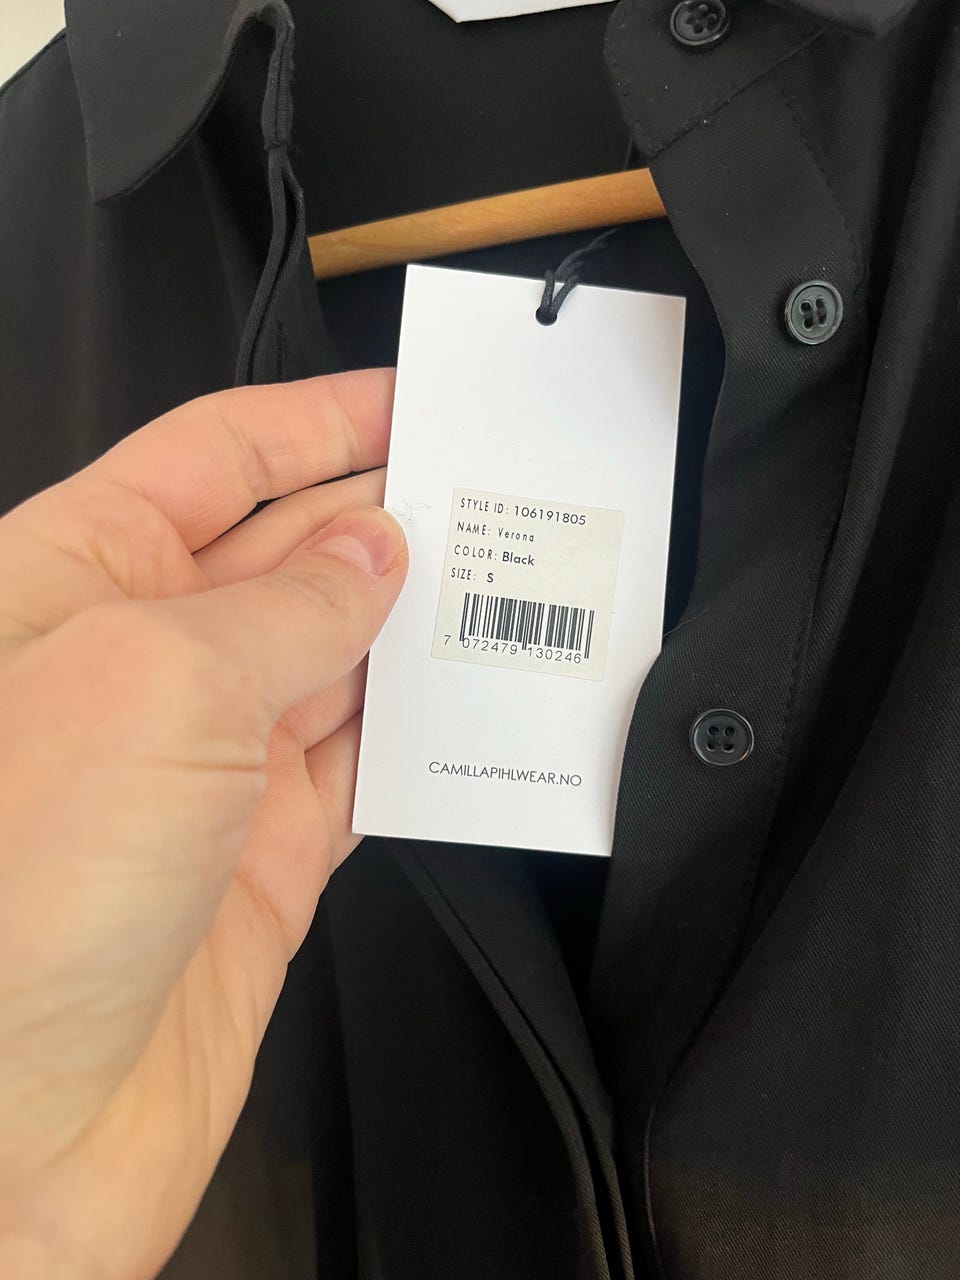 STYLE ID: 106191805
NAME: Verona
COLOR: Black
SIZE: S
7 072479 130246
CAMILLAPIHLWEAR.NO